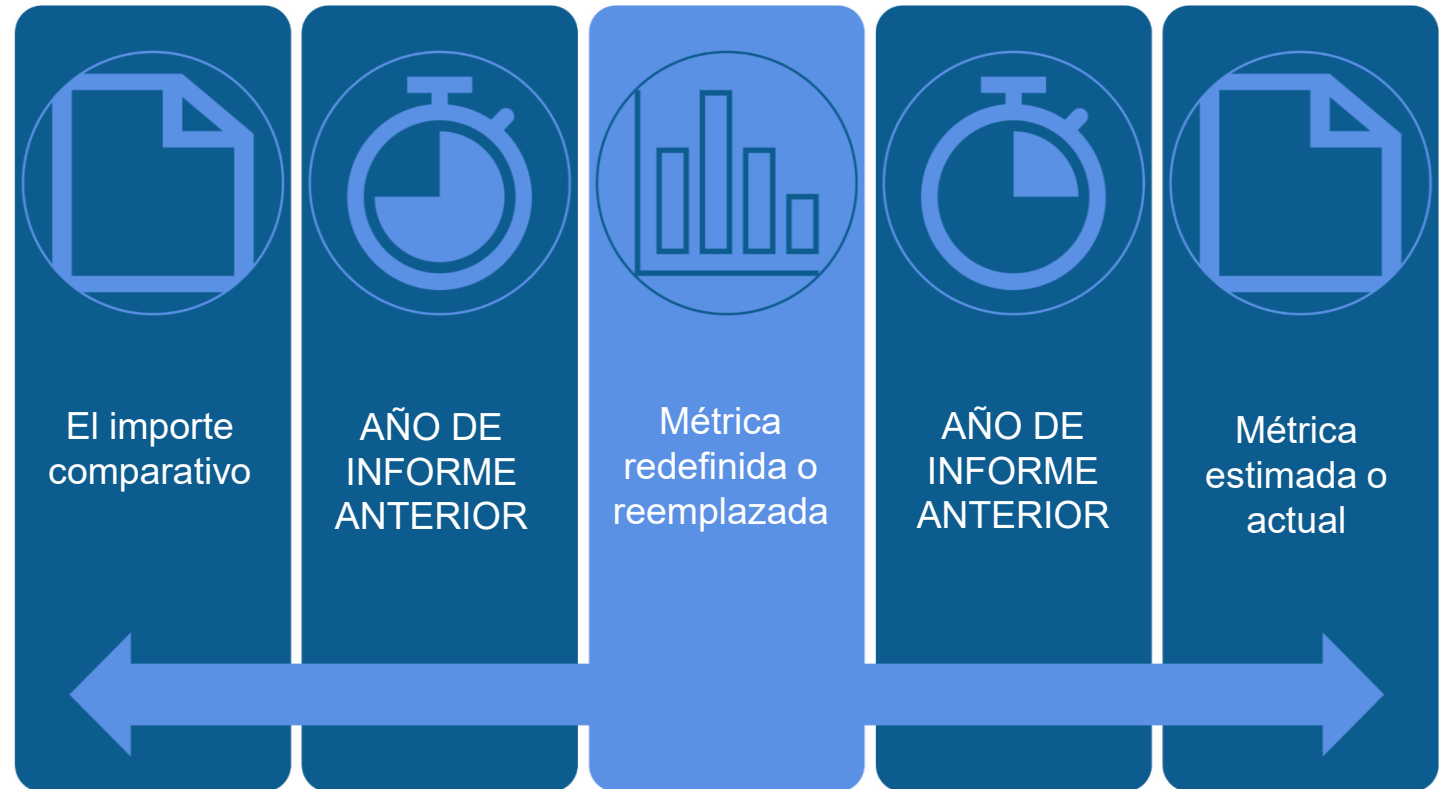 El importe
comparativo
AÑO DE
INFORME
ANTERIOR
Métrica
redefinida o
reemplazada
AÑO DE
INFORME
ANTERIOR
Métrica
estimada o
actual